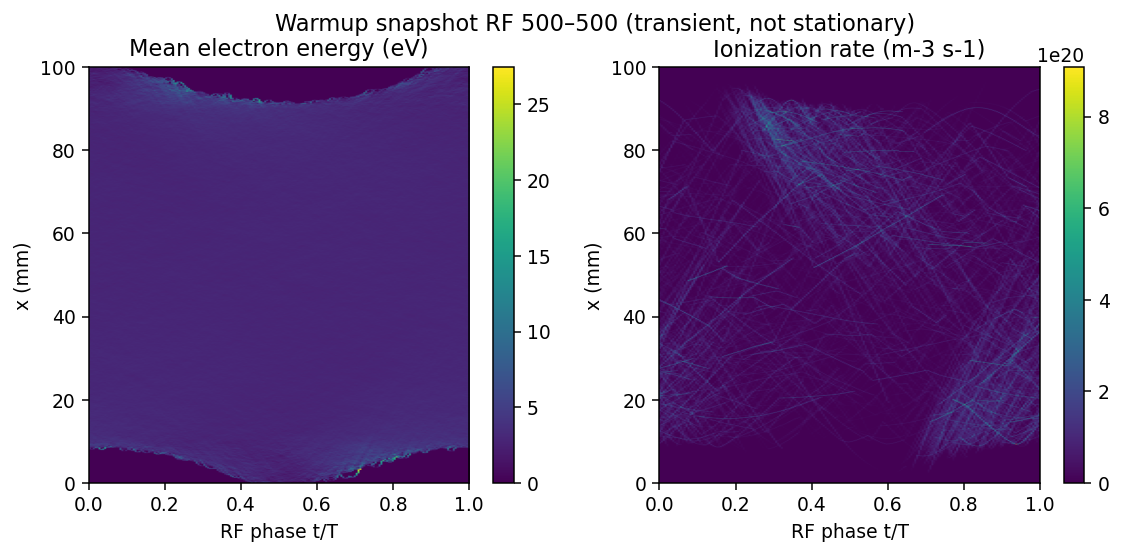 Warmup snapshot RF 500–500 (transient, not stationary)
Mean electron energy (eV)
Ionization rate (m-3 s-1)
1e20
100
80
60
40
20
0
x (mm)
0.0 0.2 0.4 0.6 0.8 1.0
RF phase t/T
25
20
15
10
5
0
100
80
60
40
20
0
x (mm)
0.0 0.2 0.4 0.6 0.8 1.0
RF phase t/T
8
6
4
2
0